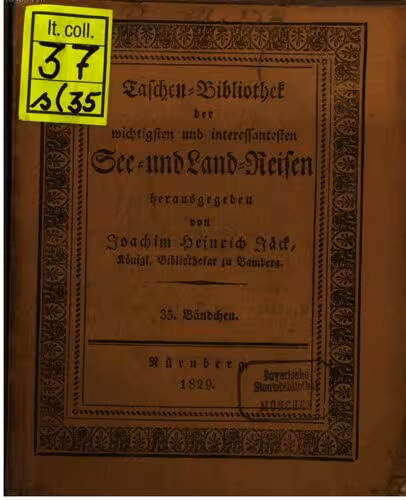 lt. coll.
37
s(35
Taschen-Bibliothek
der
wichtigsten und interessantesten
See- und Land-Reisen
herausgegeben
von
Joachim Heinrich Jäck,
Königl. Bibliothekar zu Bamberg.
35. Bändchen.
Nürnberg
1829.
Bayerische
Staatsbibliothek
MÜNCHEN